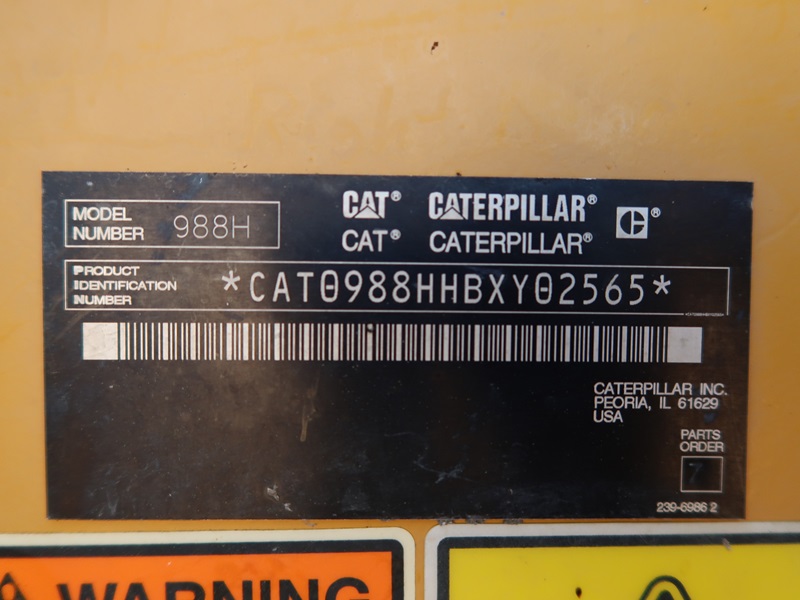 MODEL NUMBER 988H
CAT® CATERPILLAR® ®
CAT® CATERPILLAR®
PRODUCT IDENTIFICATION NUMBER *CAT0988HHBXY02565*
CATERPILLAR INC.
PEORIA, IL 61629
USA
PARTS ORDER
7
239-6986 2
WARNING